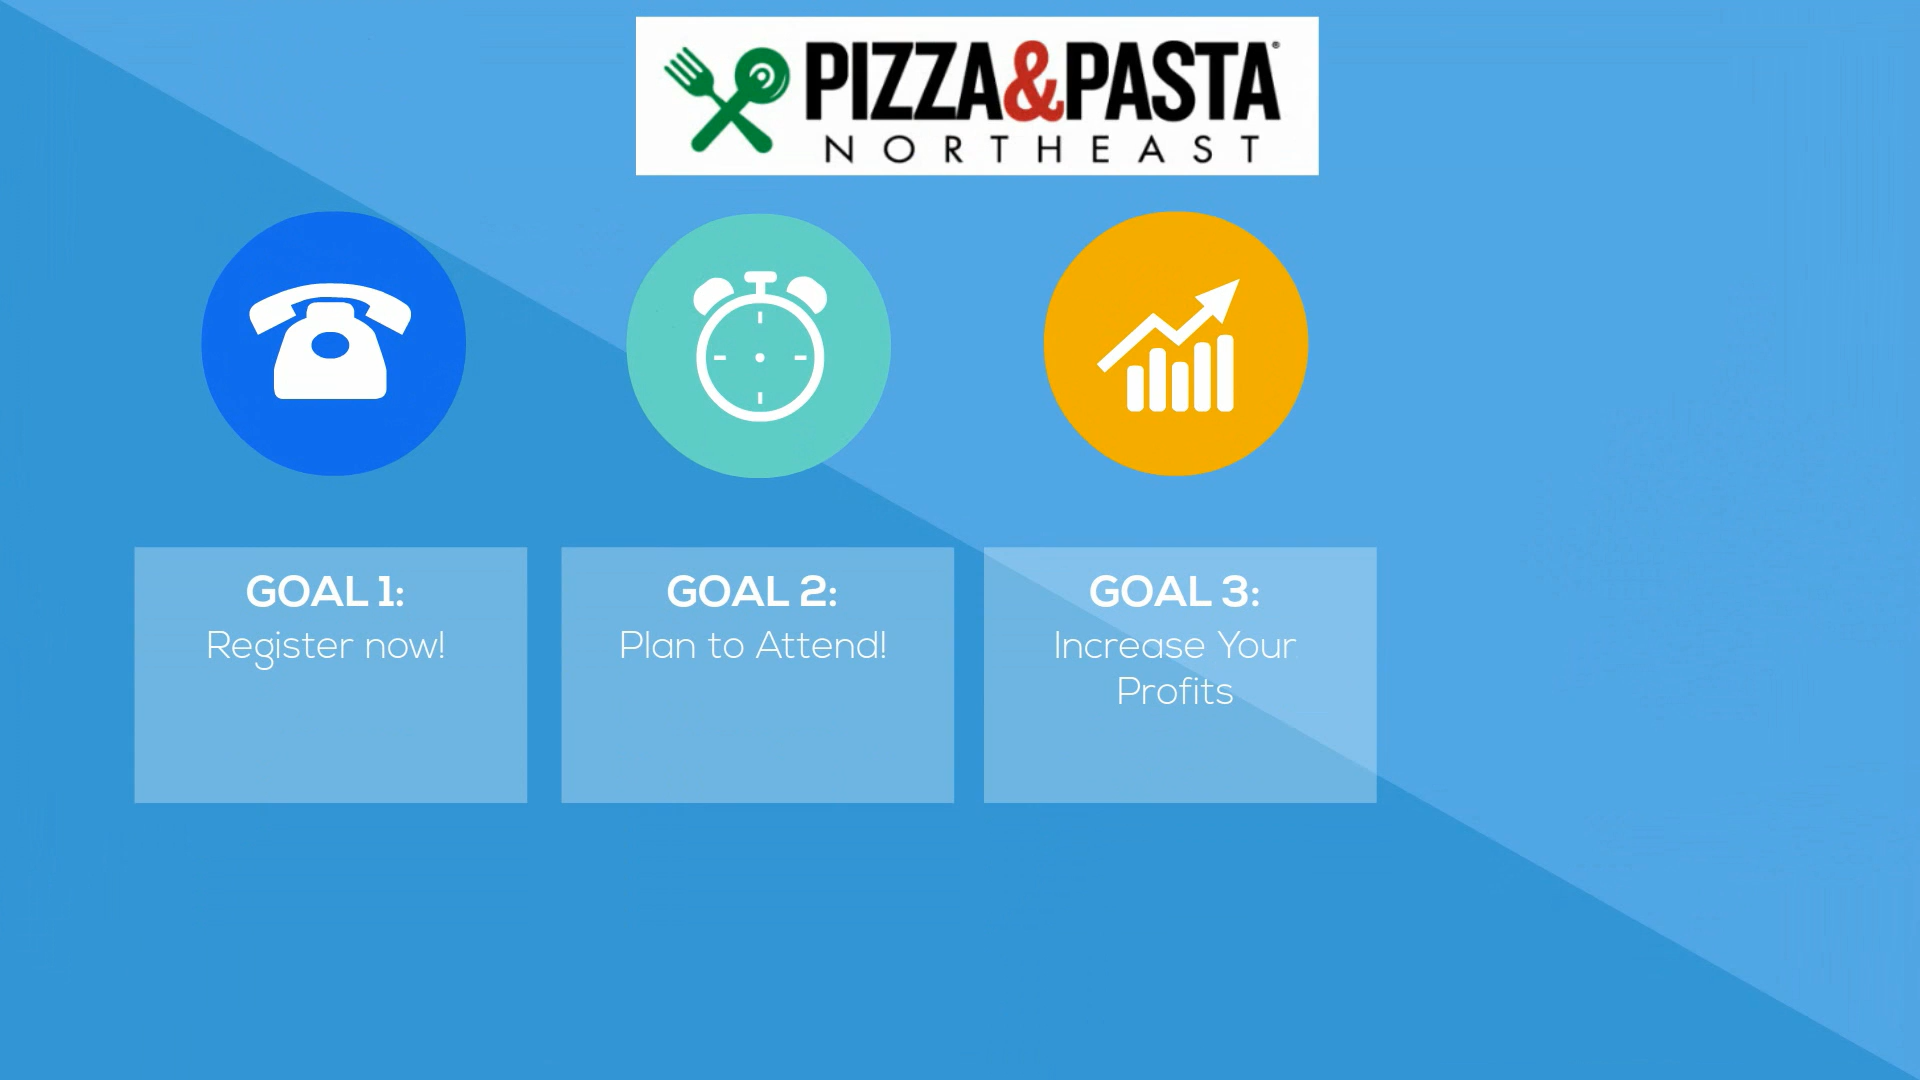 PIZZA&PASTA®
NORTHEAST
GOAL 1:
Register now!
GOAL 2:
Plan to Attend!
GOAL 3:
Increase Your
Profits